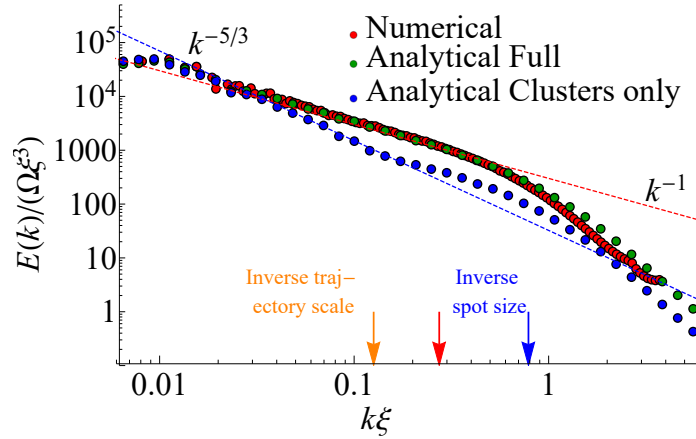 10^5
10^4
1000
100
10
1
E(k)/(Ωξ^3)
k^{-5/3}
Numerical
Analytical Full
Analytical Clusters only
k^{-1}
Inverse traj-
ectory scale
Inverse
spot size
0.01
0.1
1
kξ